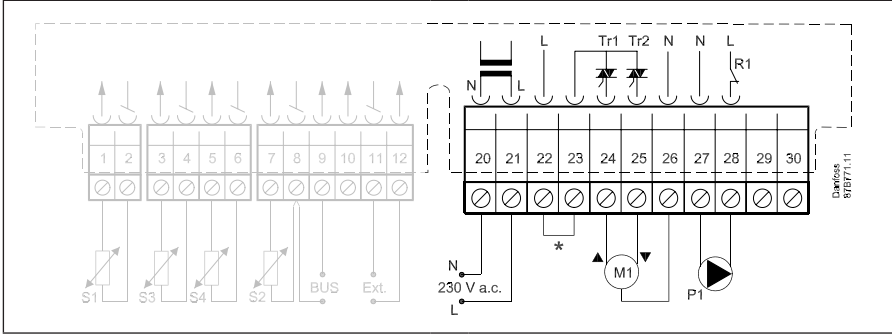 L Tr1 Tr2 N N L
R1
N L
1 2 3 4 5 6 7 8 9 10 11 12 20 21 22 23 24 25 26 27 28 29 30
Danfoss
87B771.11
*
N
S1 S3 S4 S2 BUS Ext. 230 V a.c. M1 P1
L